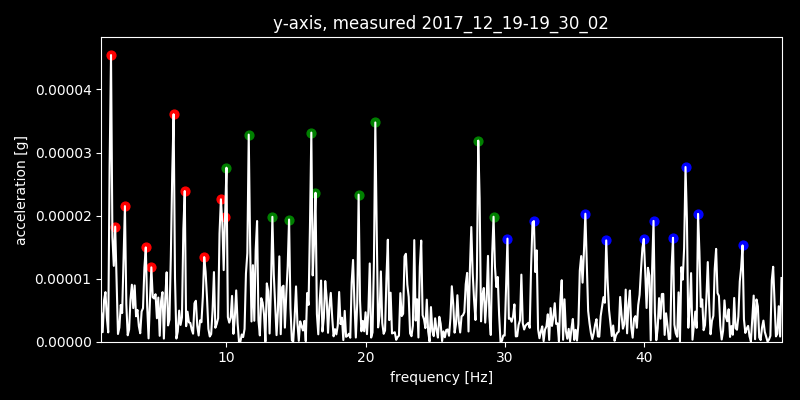 y-axis, measured 2017_12_19-19_30_02
acceleration [g]
0.00004
0.00003
0.00002
0.00001
0.00000
10 20 30 40
frequency [Hz]